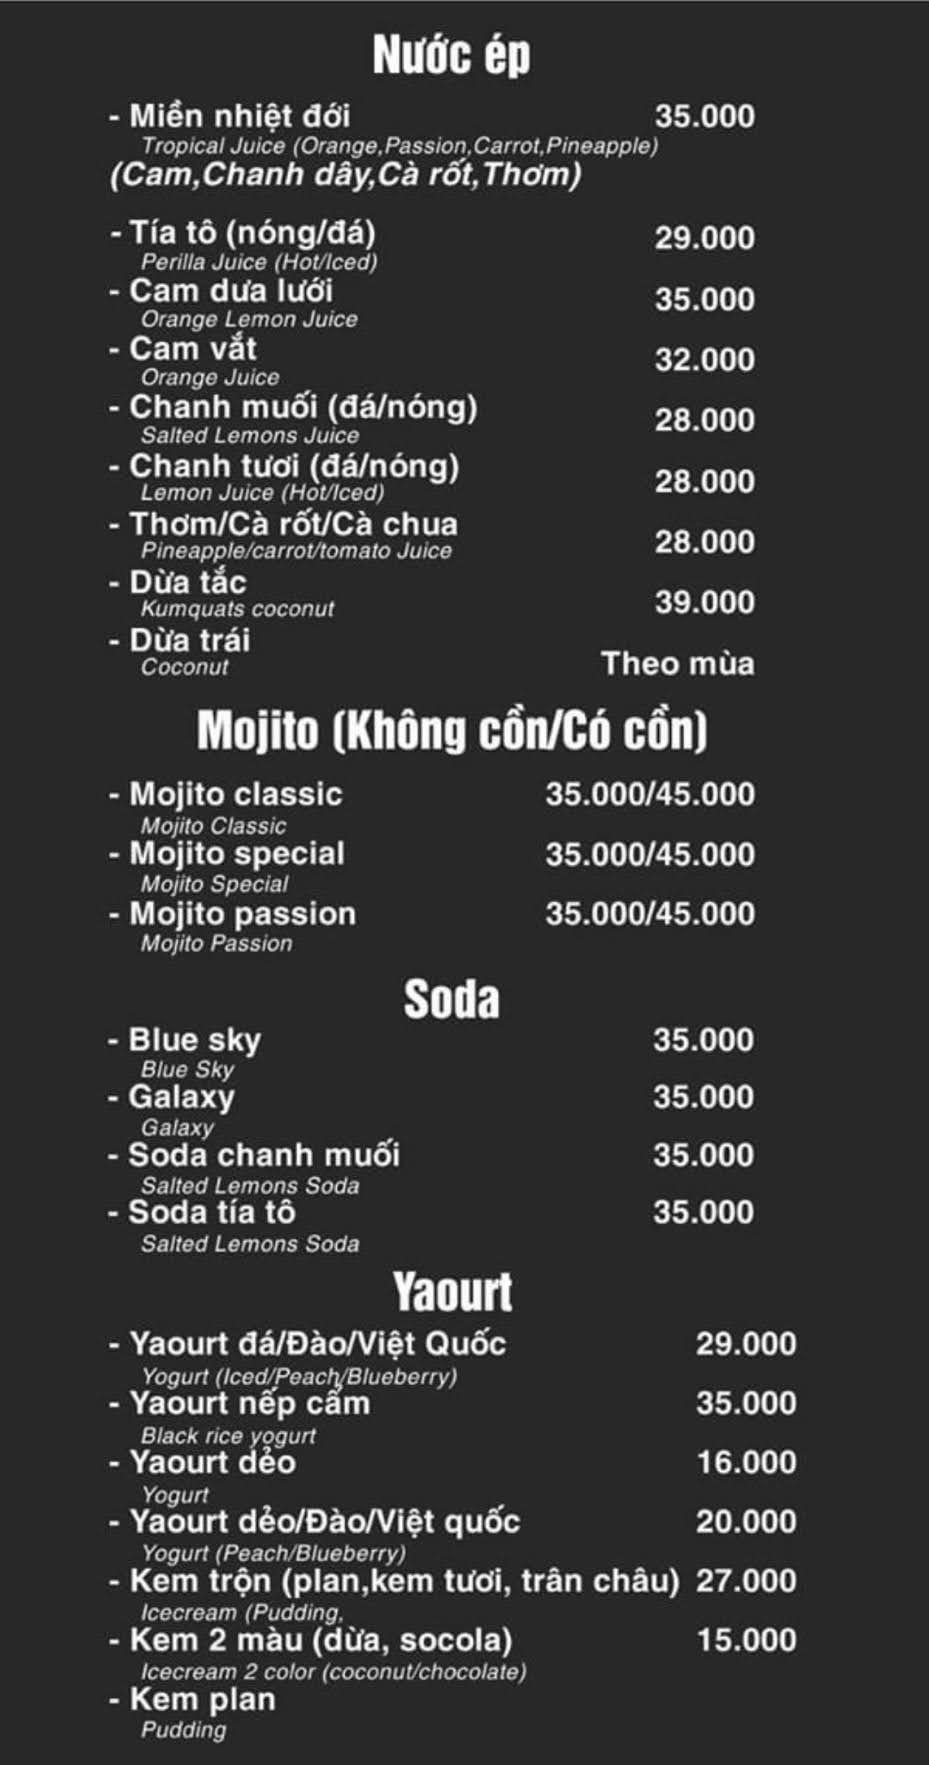 Nước ép
- Miền nhiệt đới 35.000
Tropical Juice (Orange,Passion,Carrot,Pineapple)
(Cam,Chanh dây,Cà rốt,Thơm)
- Tía tô (nóng/đá) 29.000
Perilla Juice (Hot/Iced)
- Cam dưa lưới 35.000
Orange Lemon Juice
- Cam vắt 32.000
Orange Juice
- Chanh muối (đá/nóng) 28.000
Salted Lemons Juice
- Chanh tươi (đá/nóng) 28.000
Lemon Juice (Hot/Iced)
- Thơm/Cà rốt/Cà chua 28.000
Pineapple/carrot/tomato Juice
- Dừa tắc 39.000
Kumquats coconut
- Dừa trái Theo mùa
Coconut
Mojito (Không cồn/Có cồn)
- Mojito classic 35.000/45.000
Mojito Classic
- Mojito special 35.000/45.000
Mojito Special
- Mojito passion 35.000/45.000
Mojito Passion
Soda
- Blue sky 35.000
Blue Sky
- Galaxy 35.000
Galaxy
- Soda chanh muối 35.000
Salted Lemons Soda
- Soda tía tô 35.000
Salted Lemons Soda
Yaourt
- Yaourt đá/Đào/Việt Quốc 29.000
Yogurt (Iced/Peach/Blueberry)
- Yaourt nếp cẩm 35.000
Black rice yogurt
- Yaourt dẻo 16.000
Yogurt
- Yaourt dẻo/Đào/Việt quốc 20.000
Yogurt (Peach/Blueberry)
- Kem trộn (plan,kem tươi, trân châu) 27.000
Icecream (Pudding,
- Kem 2 màu (dừa, socola) 15.000
Icecream 2 color (coconut/chocolate)
- Kem plan
Pudding